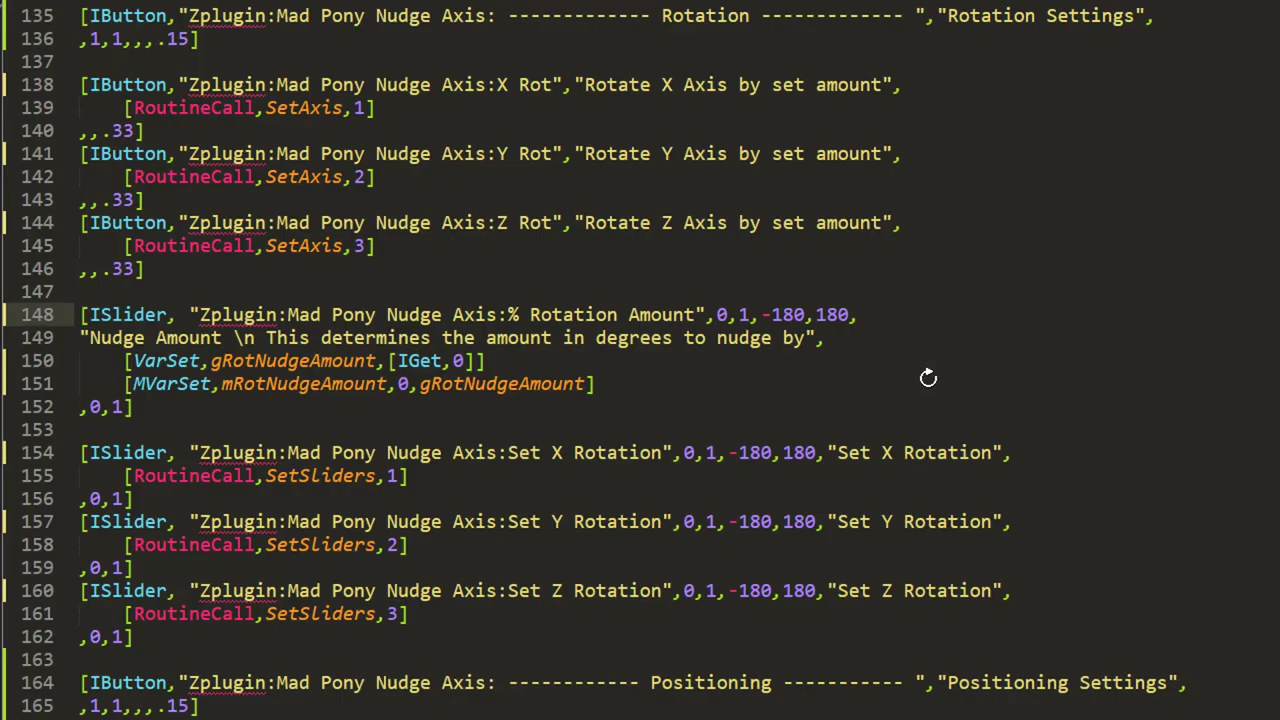 135 [IButton,"Zplugin:Mad Pony Nudge Axis: ------------- Rotation ------------- ","Rotation Settings",
136 ,1,1,,,.15]
137
138 [IButton,"Zplugin:Mad Pony Nudge Axis:X Rot","Rotate X Axis by set amount",
139 [RoutineCall,SetAxis,1]
140 ,,.33]
141 [IButton,"Zplugin:Mad Pony Nudge Axis:Y Rot","Rotate Y Axis by set amount",
142 [RoutineCall,SetAxis,2]
143 ,,.33]
144 [IButton,"Zplugin:Mad Pony Nudge Axis:Z Rot","Rotate Z Axis by set amount",
145 [RoutineCall,SetAxis,3]
146 ,,.33]
147
148 [ISlider, "Zplugin:Mad Pony Nudge Axis:% Rotation Amount",0,1,-180,180,
149 "Nudge Amount \n This determines the amount in degrees to nudge by",
150 [VarSet,gRotNudgeAmount,[IGet,0]]
151 [MVarSet,mRotNudgeAmount,0,gRotNudgeAmount]
152 ,0,1]
153
154 [ISlider, "Zplugin:Mad Pony Nudge Axis:Set X Rotation",0,1,-180,180,"Set X Rotation",
155 [RoutineCall,SetSliders,1]
156 ,0,1]
157 [ISlider, "Zplugin:Mad Pony Nudge Axis:Set Y Rotation",0,1,-180,180,"Set Y Rotation",
158 [RoutineCall,SetSliders,2]
159 ,0,1]
160 [ISlider, "Zplugin:Mad Pony Nudge Axis:Set Z Rotation",0,1,-180,180,"Set Z Rotation",
161 [RoutineCall,SetSliders,3]
162 ,0,1]
163
164 [IButton,"Zplugin:Mad Pony Nudge Axis: ------------ Positioning ----------- ","Positioning Settings",
165 ,1,1,,,.15]